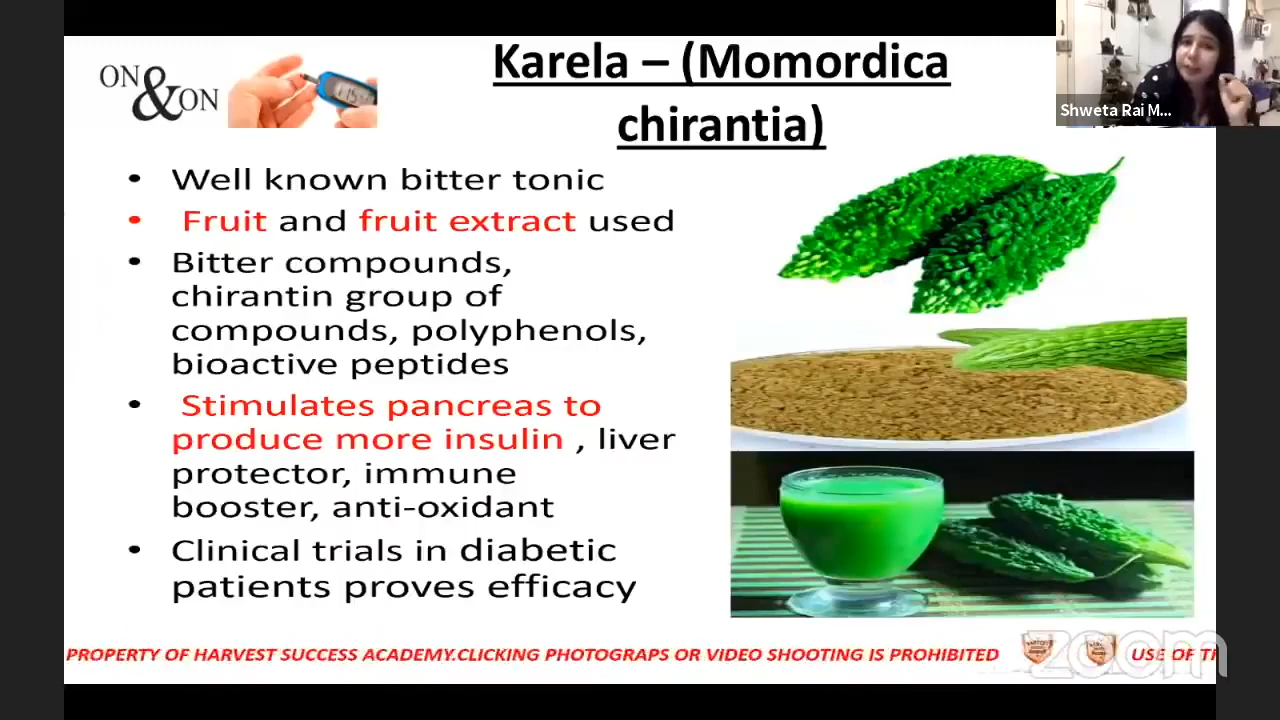 ON & ON
Karela – (Momordica
chirantia)
Shweta Rai M...
• Well known bitter tonic
• Fruit and fruit extract used
• Bitter compounds,
chirantin group of
compounds, polyphenols,
bioactive peptides
• Stimulates pancreas to
produce more insulin , liver
protector, immune
booster, anti-oxidant
• Clinical trials in diabetic
patients proves efficacy
PROPERTY OF HARVEST SUCCESS ACADEMY.CLICKING PHOTOGRAPS OR VIDEO SHOOTING IS PROHIBITED
USE OF
zoom